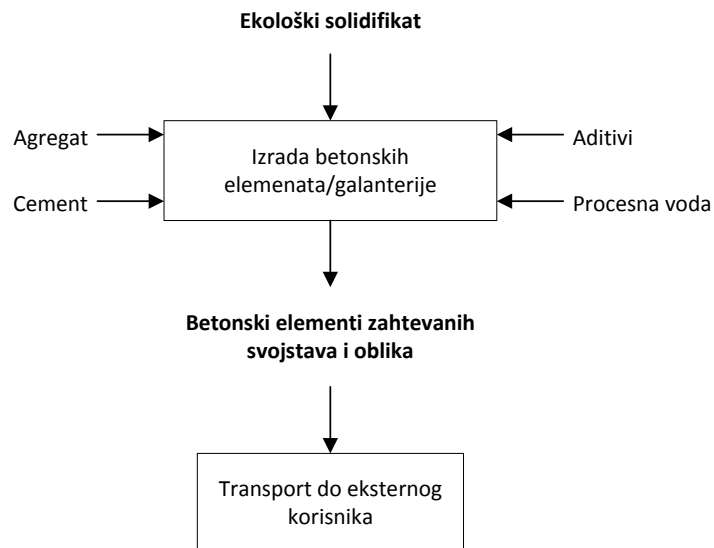 Ekološki solidifikat
Agregat
Aditivi
Izrada betonskih
elemenata/galanterije
Cement
Procesna voda
Betonski elementi zahtevanih
svojstava i oblika
Transport do eksternog
korisnika